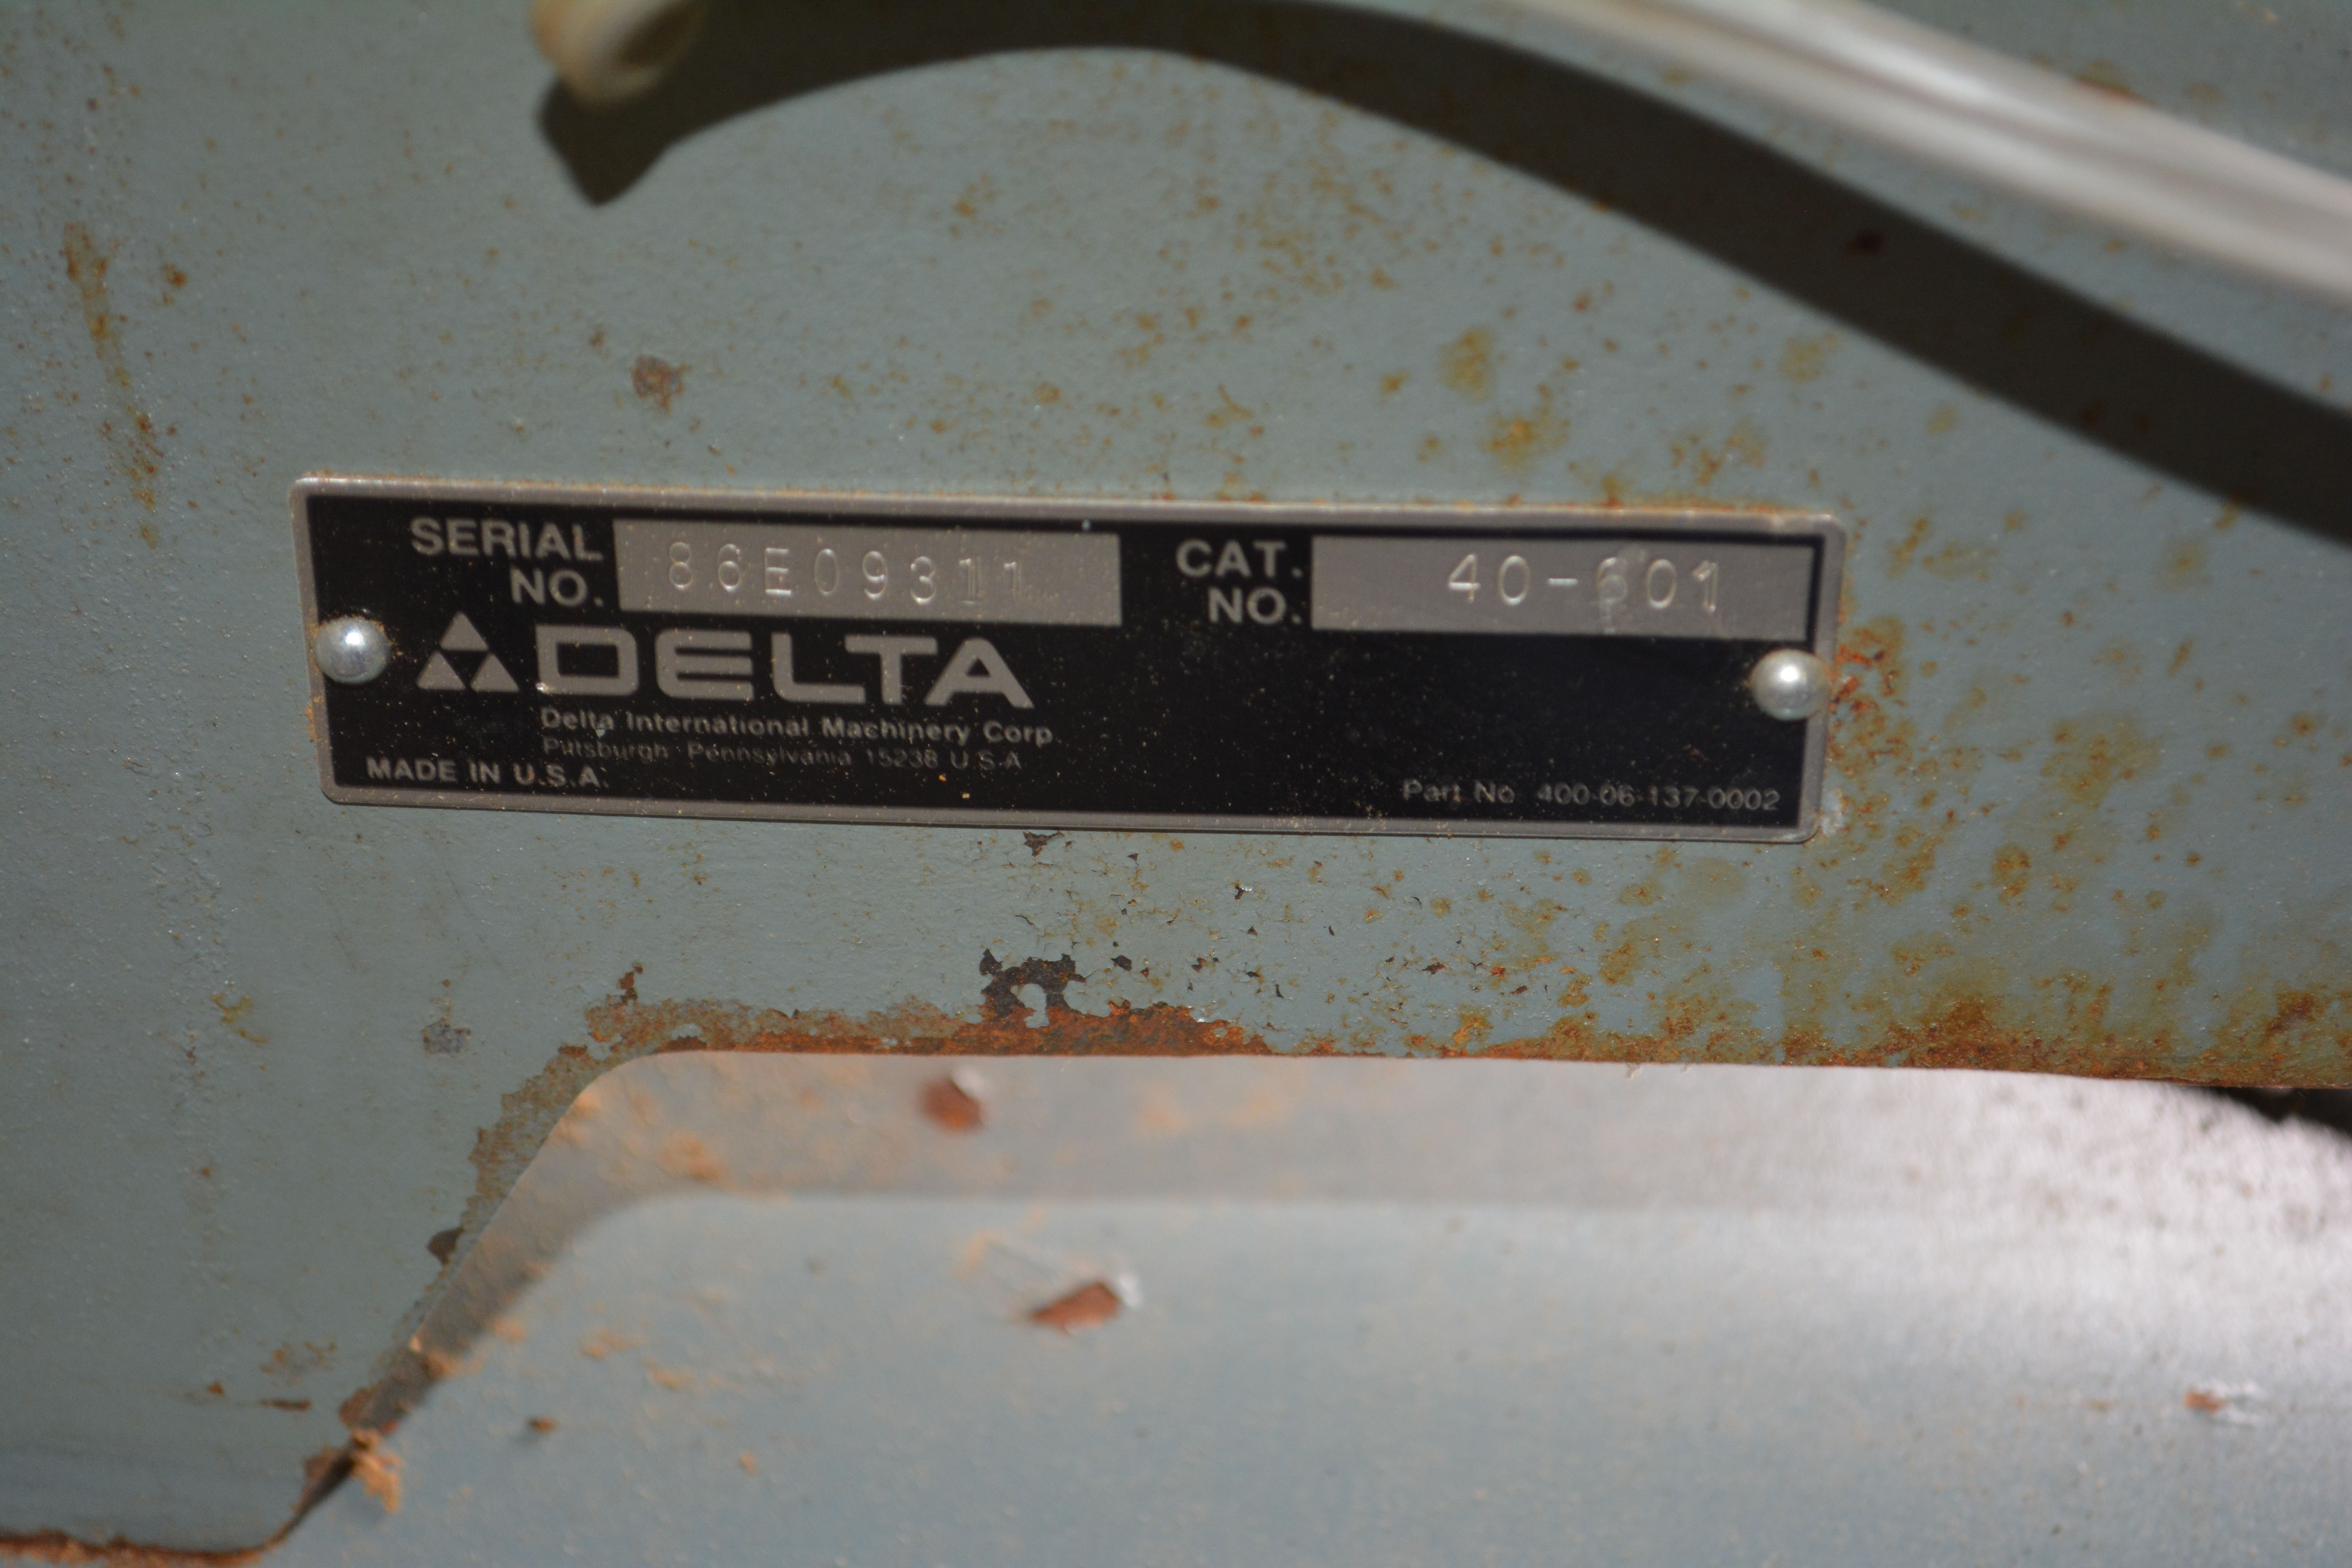 SERIAL NO. 86E09311
CAT. NO. 40-601
DELTA
Delta International Machinery Corp.
Pittsburgh, Pennsylvania 15238 U.S.A.
MADE IN U.S.A.
Part No. 400-06-137-0002